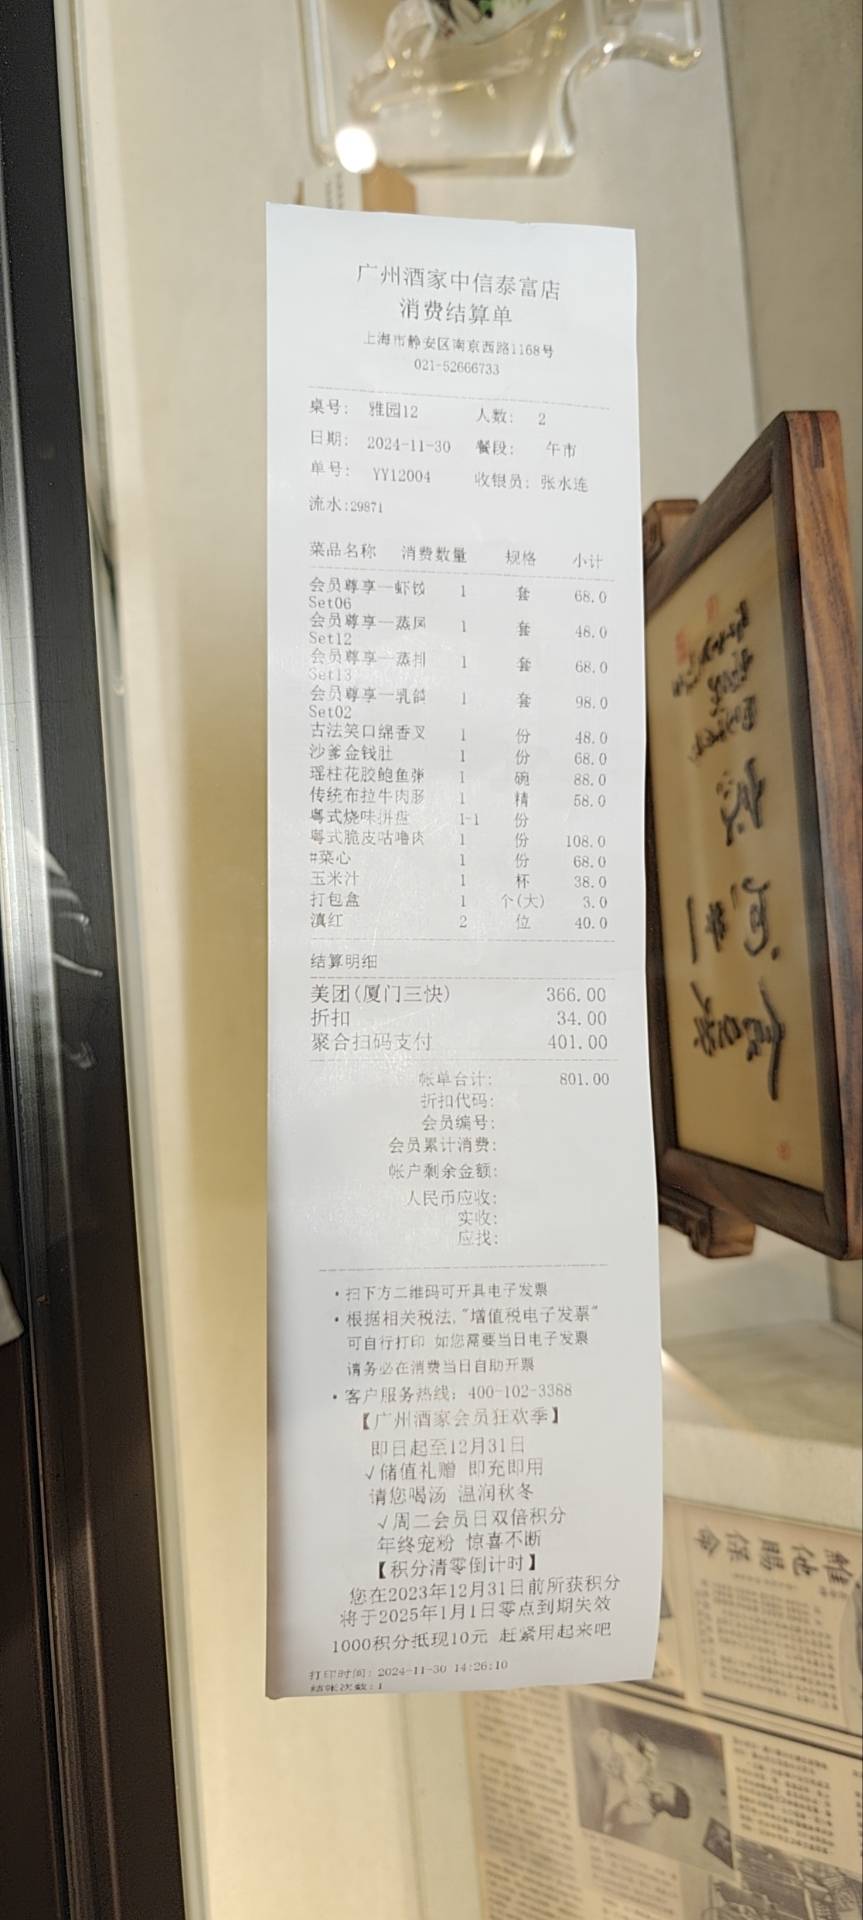 广州酒家中信泰富店
消费结算单
上海市静安区南京西路1168号
021-52666733
桌号: 雅园12 人数: 2
日期: 2024-11-30 餐段: 午市
单号: YY12004 收银员: 张水连
流水:29871
菜品名称 消费数量 规格 小计
会员尊享一虾饺 1 套 68.0
Set06
会员尊享一蒸凤 1 套 48.0
Set12
会员尊享一蒸排 1 套 68.0
Set13
会员尊享一乳鸽 1 套 98.0
Set02
古法笑口绵香叉 1 份 48.0
沙爹金钱肚 1 份 68.0
瑶柱花胶鲍鱼粥 1 碗 88.0
传统布拉牛肉肠 1 精 58.0
粤式烧味拼盘 1-1 份
粤式脆皮咕噜肉 1 份 108.0
#菜心 1 份 68.0
玉米汁 1 杯 38.0
打包盒 1 个(大) 3.0
滇红 2 位 40.0
结算明细
美团(厦门三快) 366.00
折扣 34.00
聚合扫码支付 401.00
帐单合计: 801.00
折扣代码:
会员编号:
会员累计消费:
帐户剩余金额:
人民币应收:
实收:
应找:
·扫下方二维码可开具电子发票
·根据相关税法,"增值税电子发票"
可自行打印 如您需要当日电子发票
请务必在消费当日自助开票
·客户服务热线: 400-102-3388
【广州酒家会员狂欢季】
即日起至12月31日
√储值礼赠 即充即用
请您喝汤 温润秋冬
√周二会员日双倍积分
年终宠粉 惊喜不断
【积分清零倒计时】
您在2023年12月31日前所获积分
将于2025年1月1日零点到期失效
1000积分抵现10元 赶紧用起来吧
打印时间: 2024-11-30 14:26:10
结账次数:1